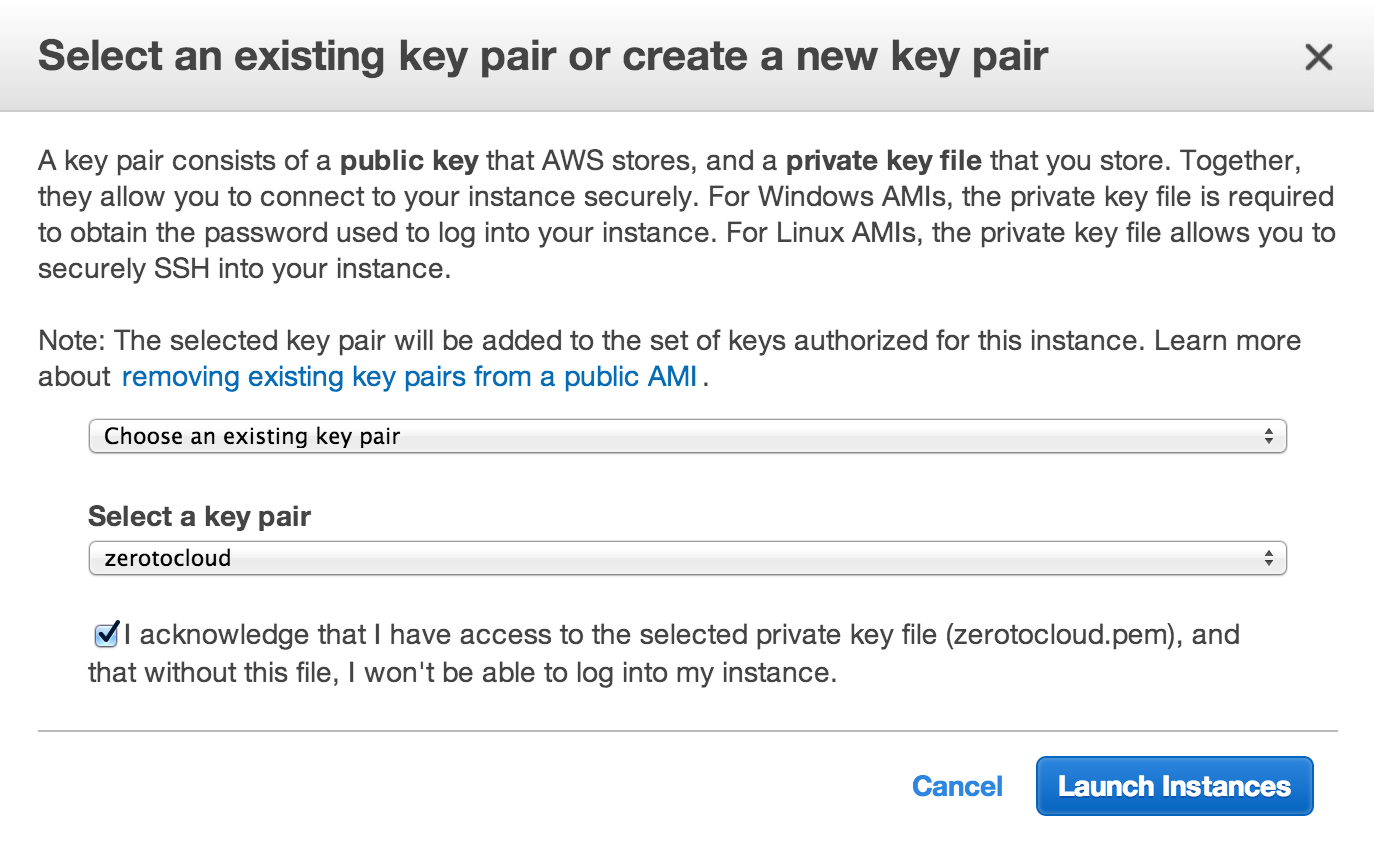 Select an existing key pair or create a new key pair
A key pair consists of a public key that AWS stores, and a private key file that you store. Together,
they allow you to connect to your instance securely. For Windows AMIs, the private key file is required
to obtain the password used to log into your instance. For Linux AMIs, the private key file allows you to
securely SSH into your instance.
Note: The selected key pair will be added to the set of keys authorized for this instance. Learn more
about removing existing key pairs from a public AMI .
Choose an existing key pair
Select a key pair
zerotocloud
I acknowledge that I have access to the selected private key file (zerotocloud.pem), and
that without this file, I won't be able to log into my instance.
Cancel Launch Instances